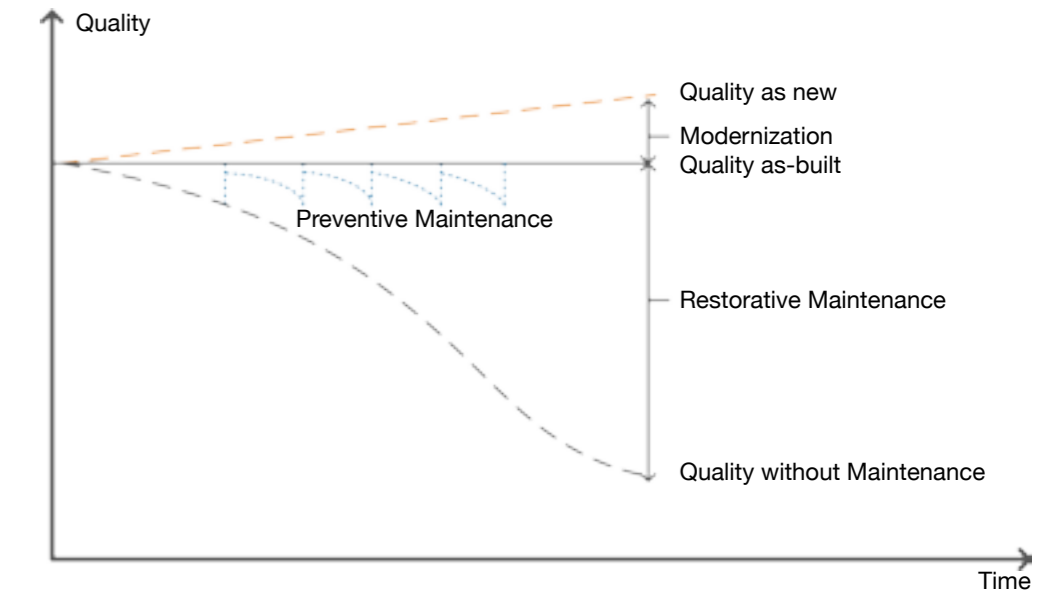 Quality
Quality as new
Modernization
Quality as-built
Preventive Maintenance
Restorative Maintenance
Quality without Maintenance
Time